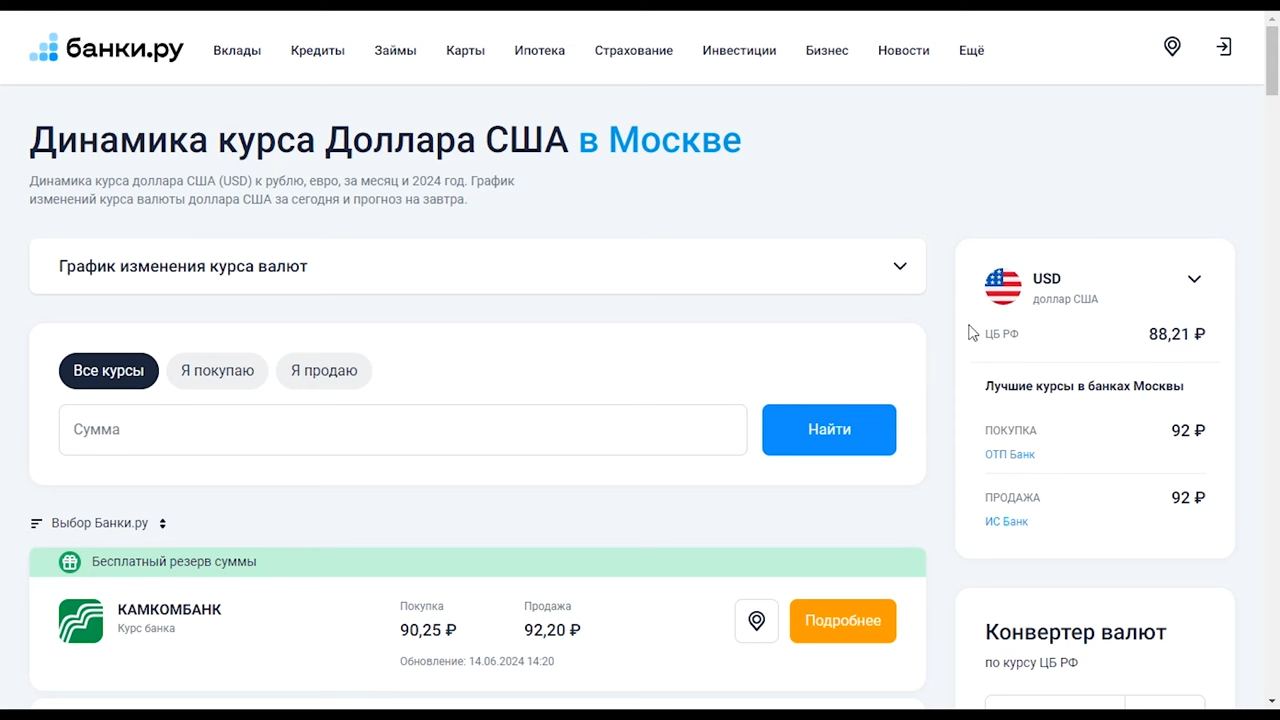 банки.ру
Вклады Кредиты Займы Карты Ипотека Страхование Инвестиции Бизнес Новости Ещё
Динамика курса Доллара США в Москве
Динамика курса доллара США (USD) к рублю, евро, за месяц и 2024 год. График
изменений курса валюты доллара США за сегодня и прогноз на завтра.
График изменения курса валют
Все курсы Я покупаю Я продаю
Сумма
Найти
Выбор Банки.ру
Бесплатный резерв суммы
КАМКОМБАНК
Курс банка
Покупка
90,25 ₽
Продажа
92,20 ₽
Обновление: 14.06.2024 14:20
Подробнее
USD
доллар США
ЦБ РФ 88,21 ₽
Лучшие курсы в банках Москвы
ПОКУПКА 92 ₽
ОТП Банк
ПРОДАЖА 92 ₽
ИС Банк
Конвертер валют
по курсу ЦБ РФ